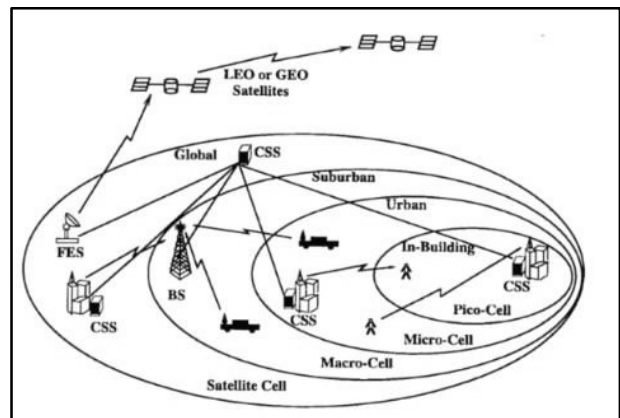 LEO or GEO
Satellites
Global
CSS
Suburban
Urban
In-Building
FES
BS
CSS
CSS
CSS
Pico-Cell
Micro-Cell
Macro-Cell
Satellite Cell